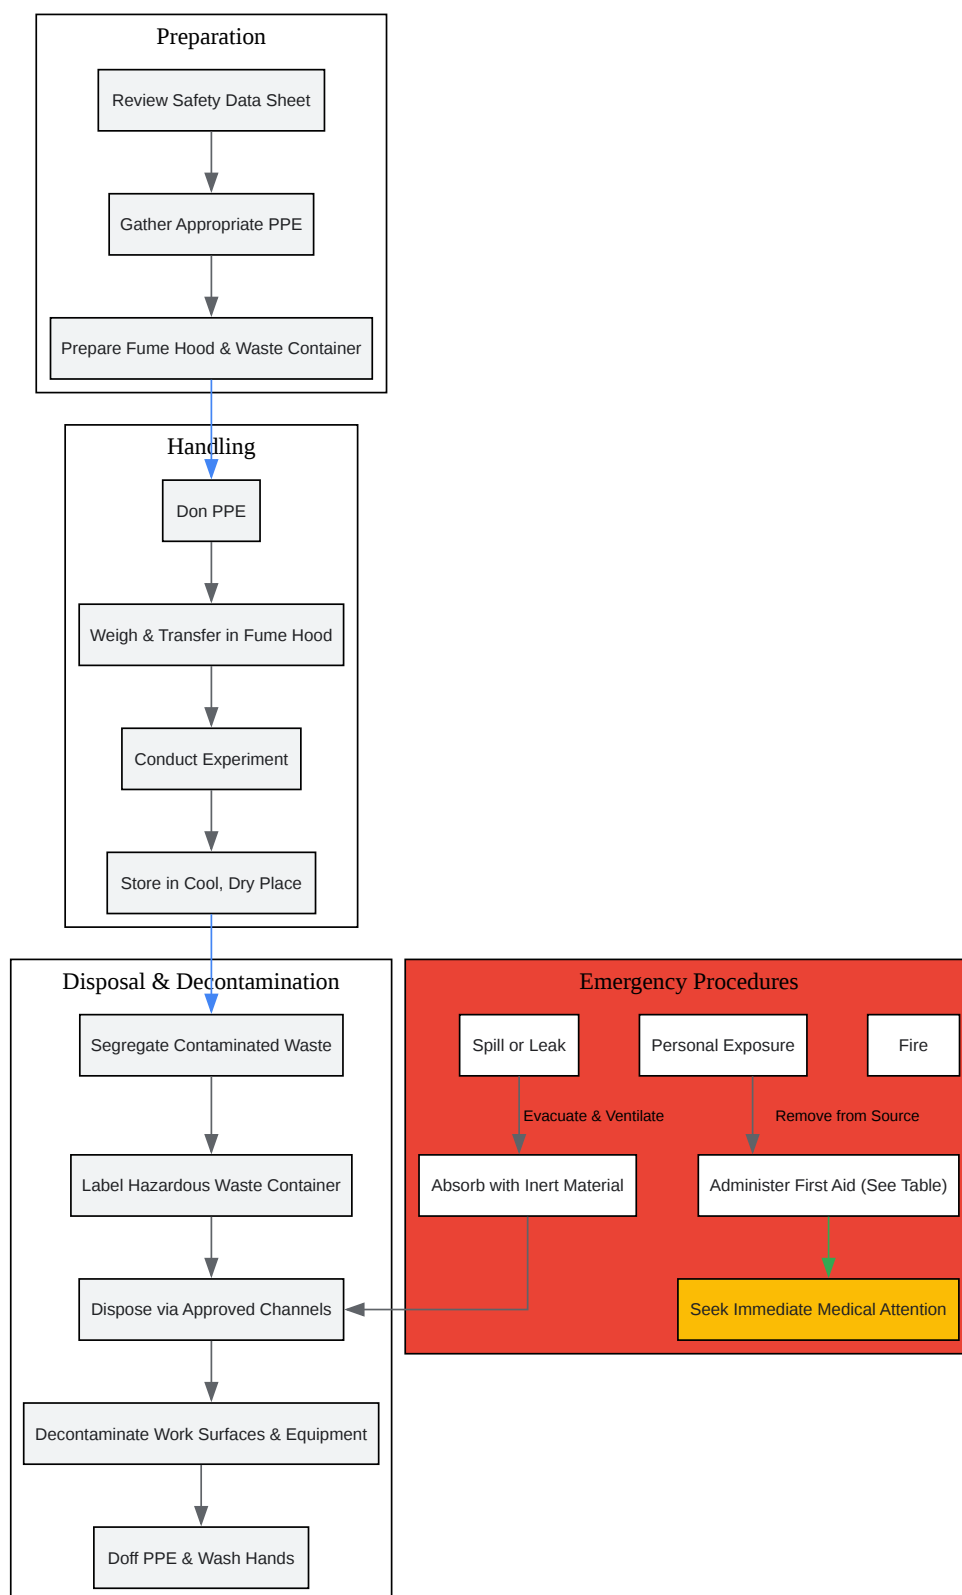 Preparation
Review Safety Data Sheet
Gather Appropriate PPE
Prepare Fume Hood & Waste Container
Handling
Don PPE
Weigh & Transfer in Fume Hood
Conduct Experiment
Store in Cool, Dry Place
Disposal & Decontamination
Segregate Contaminated Waste
Label Hazardous Waste Container
Dispose via Approved Channels
Decontaminate Work Surfaces & Equipment
Doff PPE & Wash Hands
Emergency Procedures
Spill or Leak
Personal Exposure
Fire
Evacuate & Ventilate
Remove from Source
Absorb with Inert Material
Administer First Aid (See Table)
Seek Immediate Medical Attention